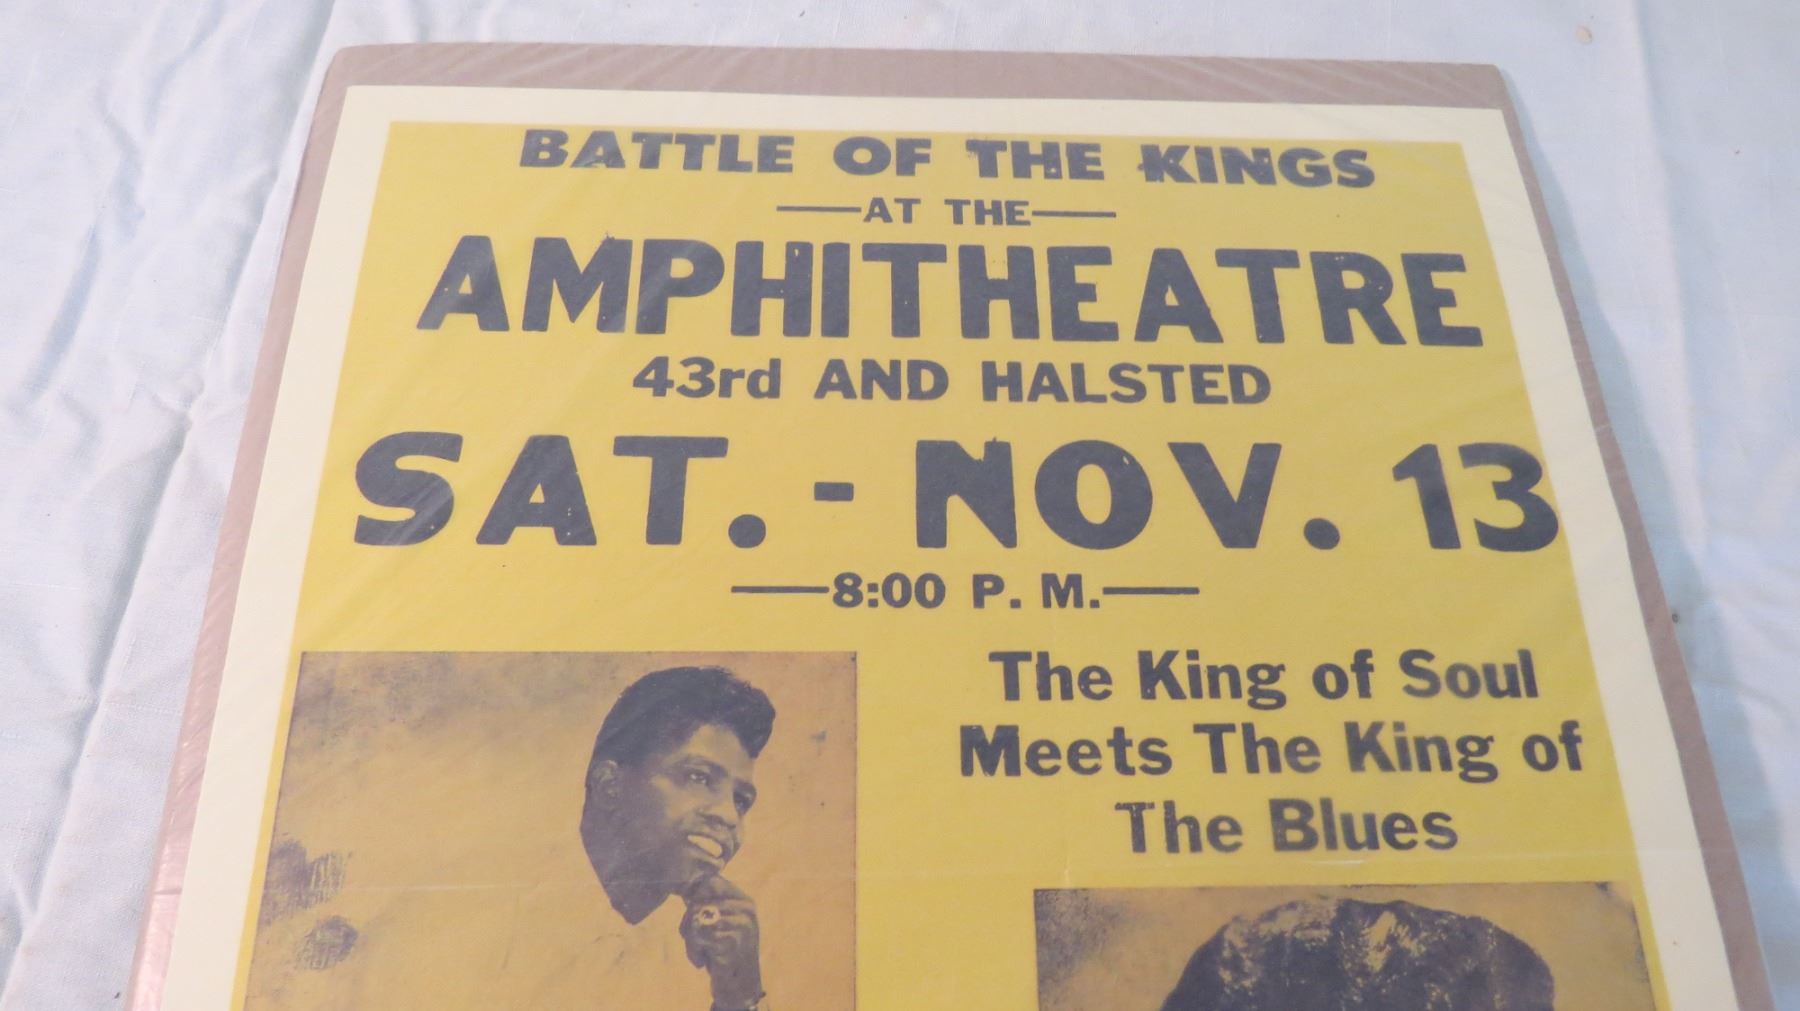 BATTLE OF THE KINGS
—AT THE—
AMPHITHEATRE
43rd AND HALSTED
SAT. - NOV. 13
—8:00 P. M.—
The King of Soul
Meets The King of
The Blues